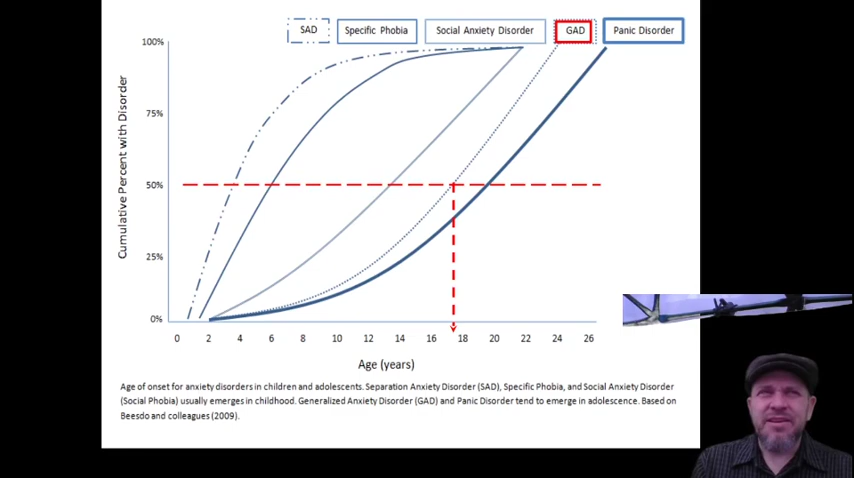 SAD Specific Phobia Social Anxiety Disorder GAD Panic Disorder
100%
75%
50%
25%
0%
Cumulative Percent with Disorder
0 2 4 6 8 10 12 14 16 18 20 22 24 26
Age (years)
Age of onset for anxiety disorders in children and adolescents. Separation Anxiety Disorder (SAD), Specific Phobia, and Social Anxiety Disorder
(Social Phobia) usually emerges in childhood. Generalized Anxiety Disorder (GAD) and Panic Disorder tend to emerge in adolescence. Based on
Beesdo and colleagues (2009).